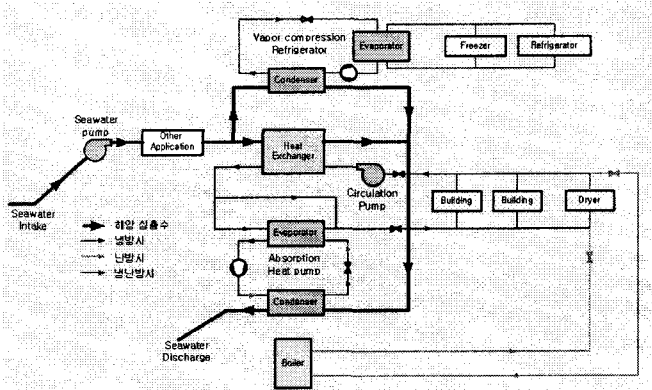 Vapor compression
Refrigerator
Evaporator
Freezer
Refrigerator
Condenser
Seawater
pump
Other
Application
Heat
Exchanger
Circulation
Pump
Seawater
Intake
해양 심층수
냉방시
난방시
냉난방시
Building
Building
Dryer
Evaporator
Absorption
Heat pump
Condenser
Seawater
Discharge
Boiler